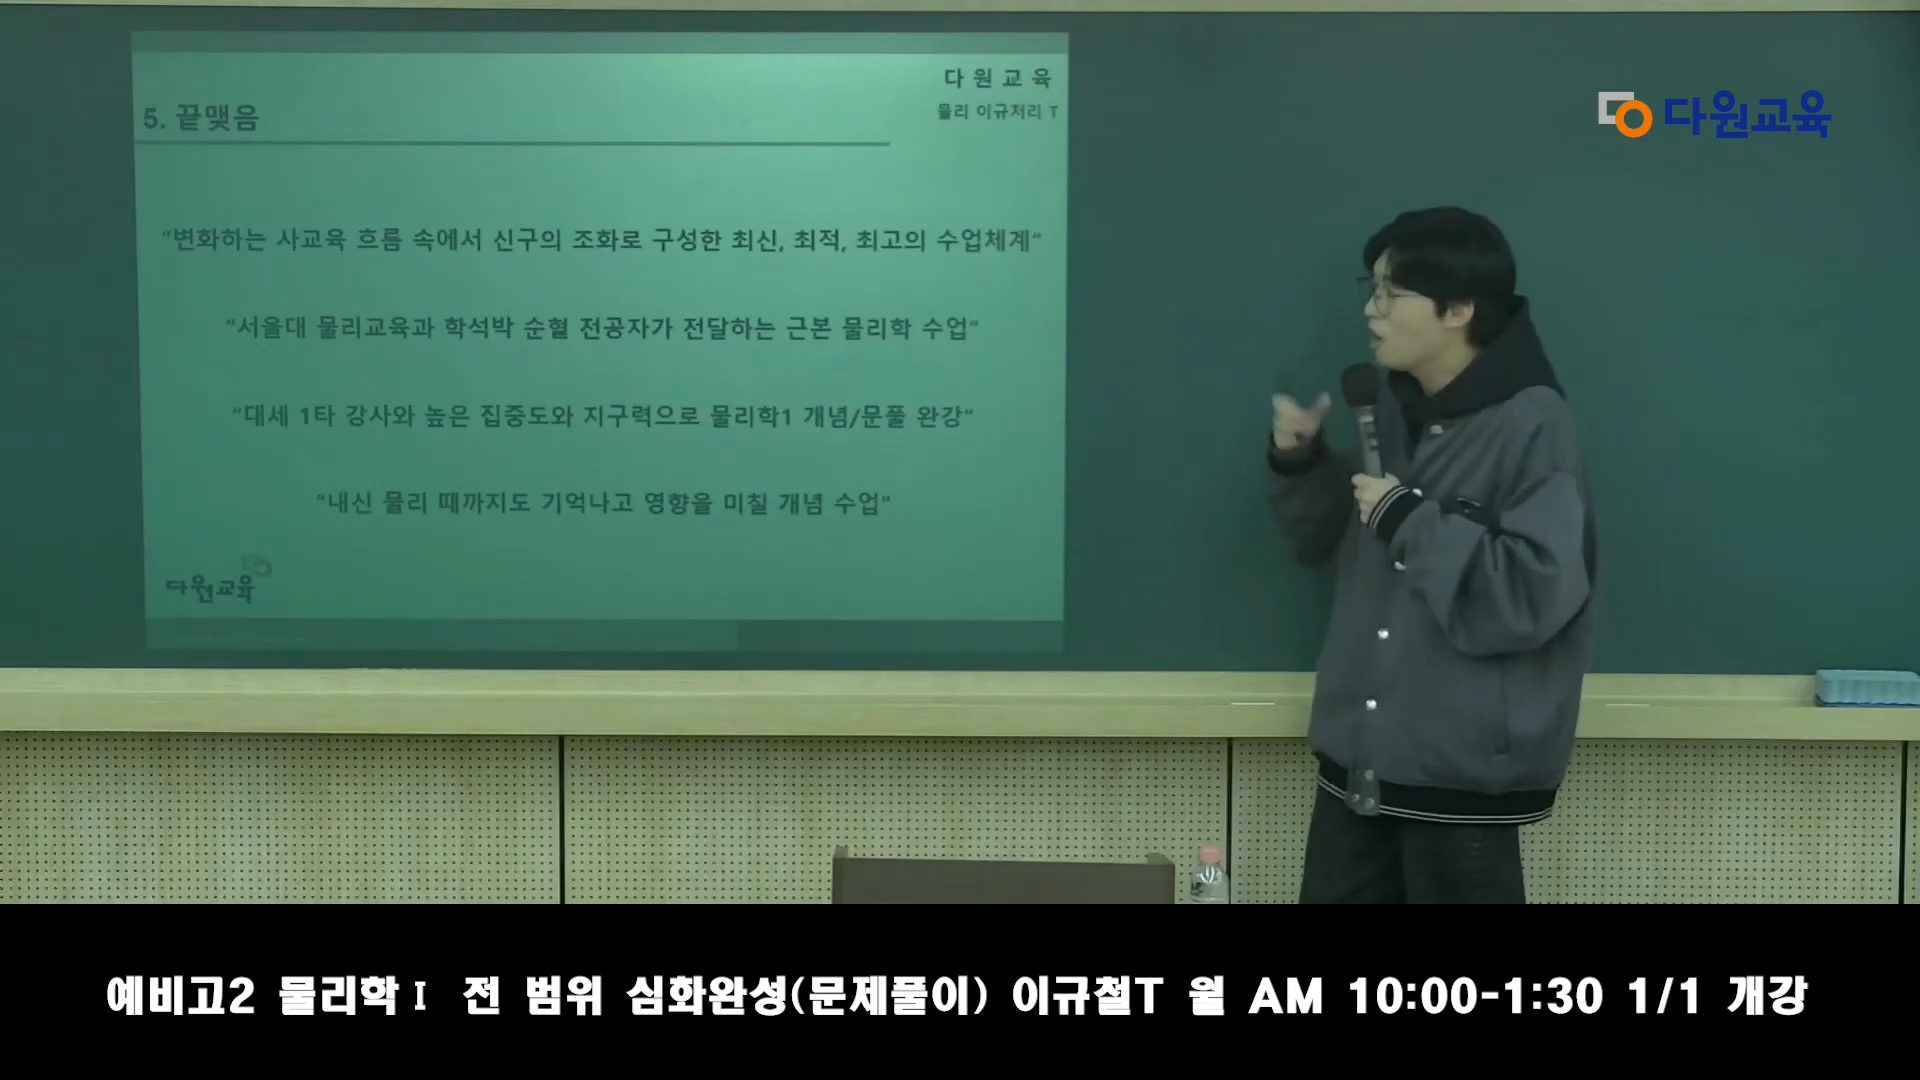 다원교육
물리 이규처리 T
5. 끝맺음
“변화하는 사교육 흐름 속에서 신구의 조화로 구성한 최신, 최적, 최고의 수업체계“
“서울대 물리교육과 학석박 순혈 전공자가 전달하는 근본 물리학 수업”
“대세 1타 강사와 높은 집중도와 지구력으로 물리학1 개념/문풀 완강”
“내신 물리 때까지도 기억나고 영향을 미칠 개념 수업"
다원교육
다원교육
예비고2 물리학Ⅰ 전 범위 심화완성(문제풀이) 이규철T 월 AM 10:00-1:30 1/1 개강